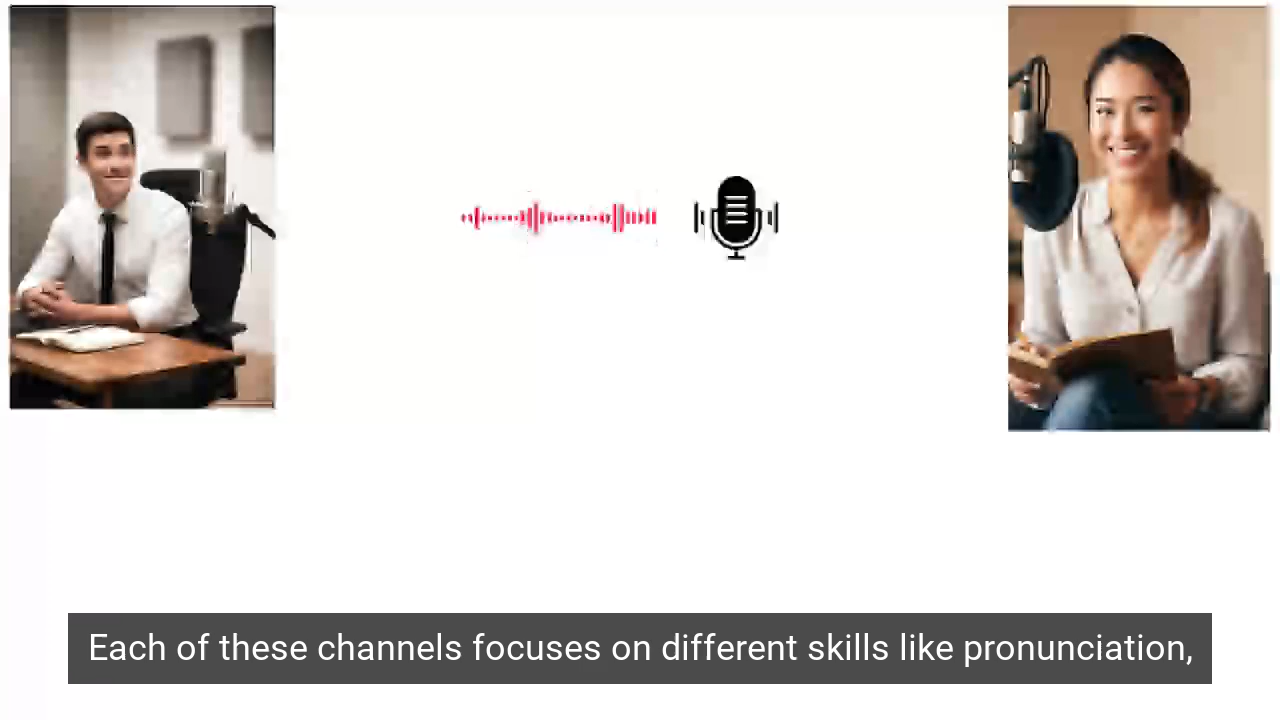 Each of these channels focuses on different skills like pronunciation,